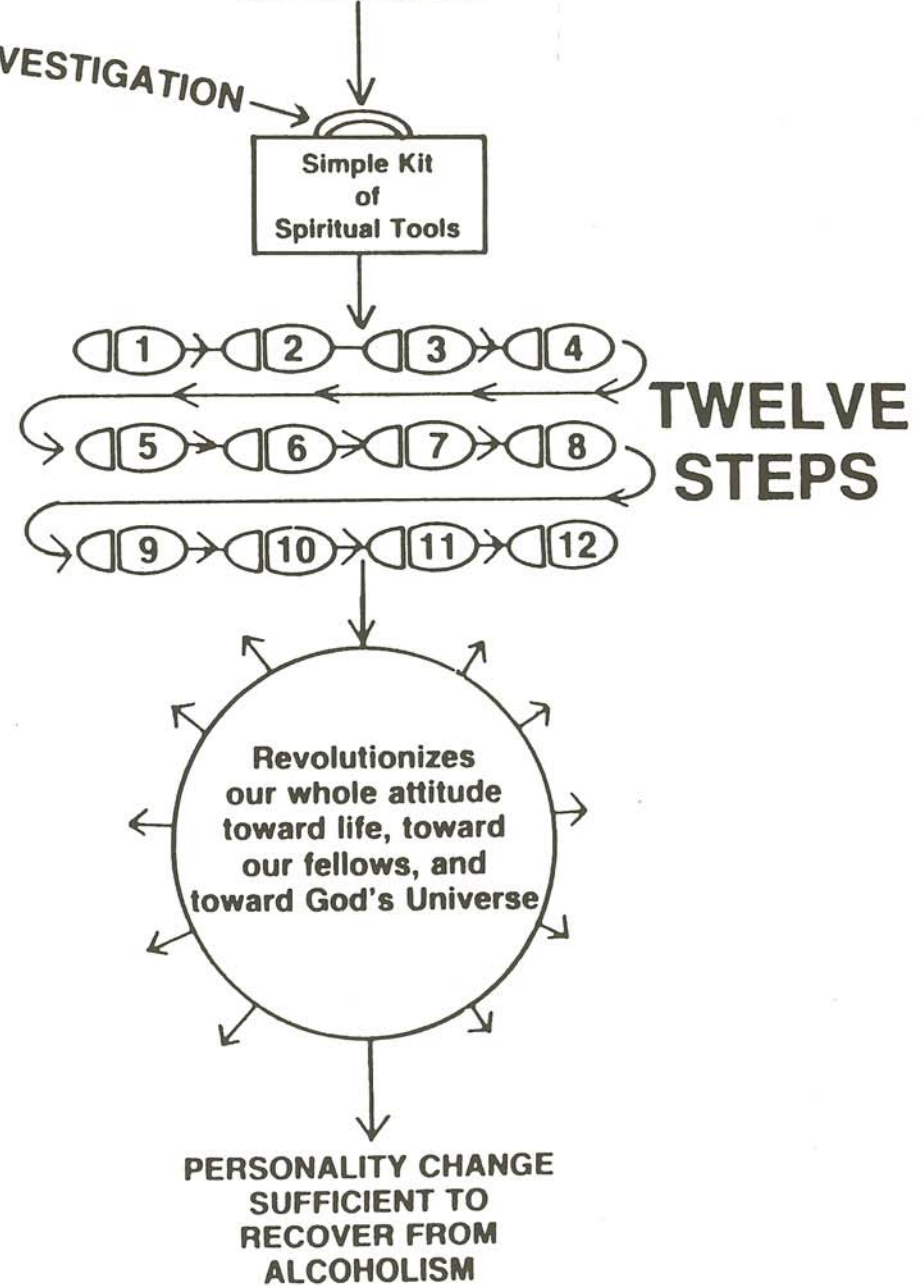 Simple Kit
of
Spiritual Tools
1 2 3 4
TWELVE
STEPS
5 6 7 8
9 10 11 12
Revolutionizes
our whole attitude
toward life, toward
our fellows, and
toward God's Universe
PERSONALITY CHANGE
SUFFICIENT TO
RECOVER FROM
ALCOHOLISM